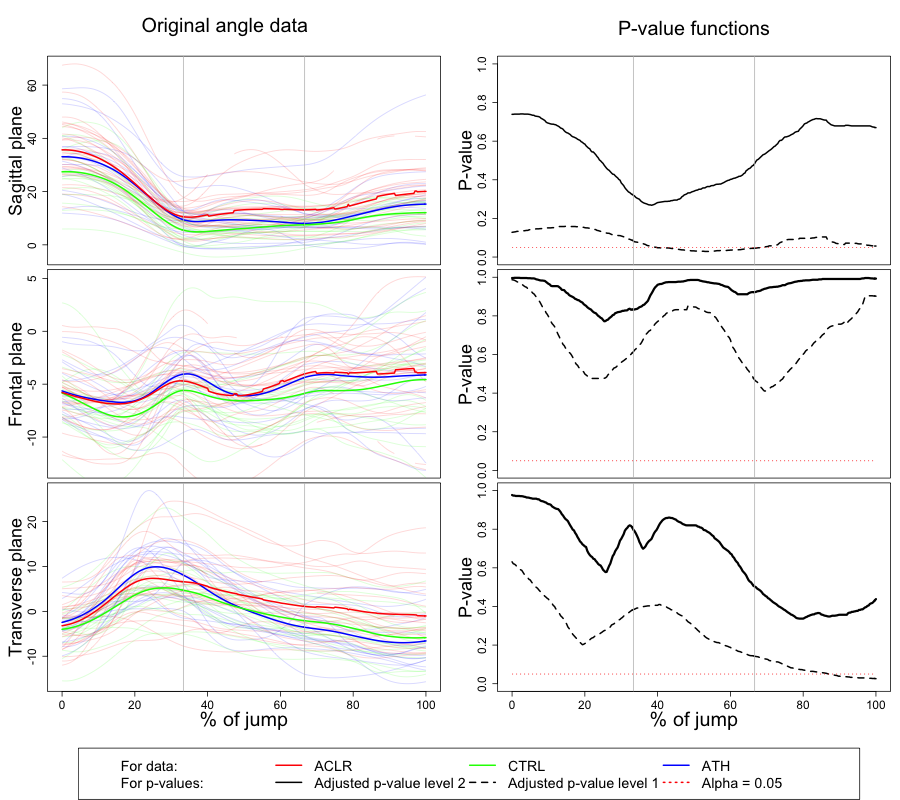 Original angle data
P-value functions
Sagittal plane
0 20 40 60
P-value
0.0 0.2 0.4 0.6 0.8 1.0
Frontal plane
-10 -5 0 5
P-value
0.0 0.2 0.4 0.6 0.8 1.0
Transverse plane
-10 0 10 20
P-value
0.0 0.2 0.4 0.6 0.8 1.0
0 20 40 60 80 100
0 20 40 60 80 100
% of jump
% of jump
For data: ACLR CTRL ATH
For p-values: Adjusted p-value level 2 Adjusted p-value level 1 Alpha = 0.05